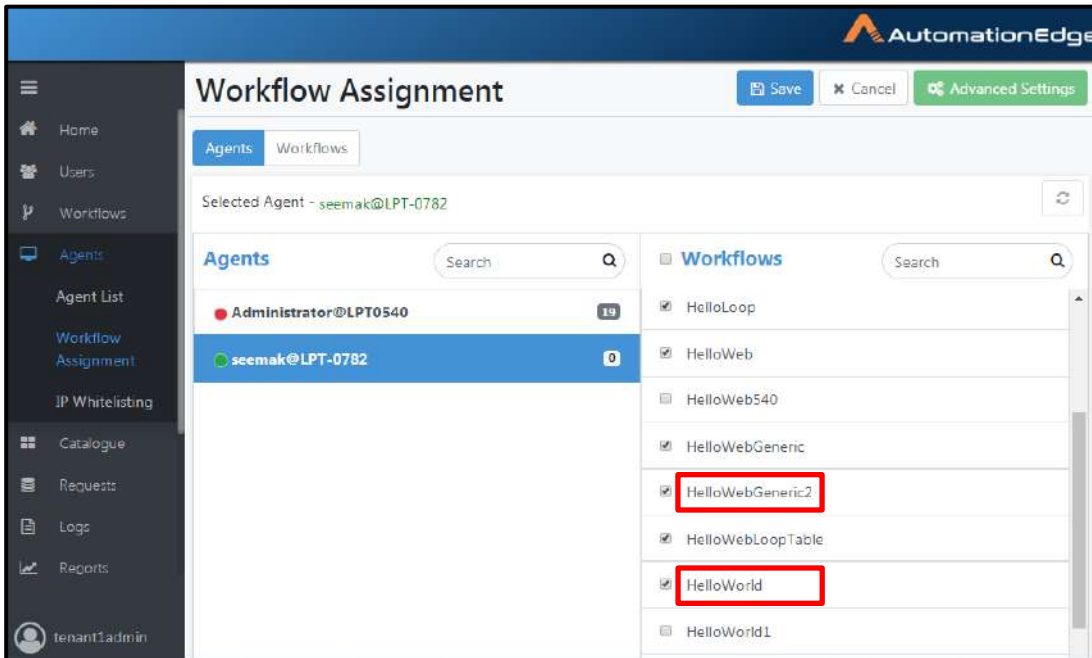 AutomationEdge
Workflow Assignment
Save
Cancel
Advanced Settings
Home
Users
Workflows
Agents
Agent List
Workflow
Assignment
IP Whitelisting
Catalogue
Requests
Logs
Reports
tenant1admin
Agents Workflows
Selected Agent - seemak@LPT-0782
Agents
Search
Administrator@LPT0540 19
seemak@LPT-0782 0
Workflows
Search
HelloLoop
HelloWeb
HelloWeb540
HelloWebGeneric
HelloWebGeneric2
HelloWebLoopTable
HelloWorld
HelloWorld1